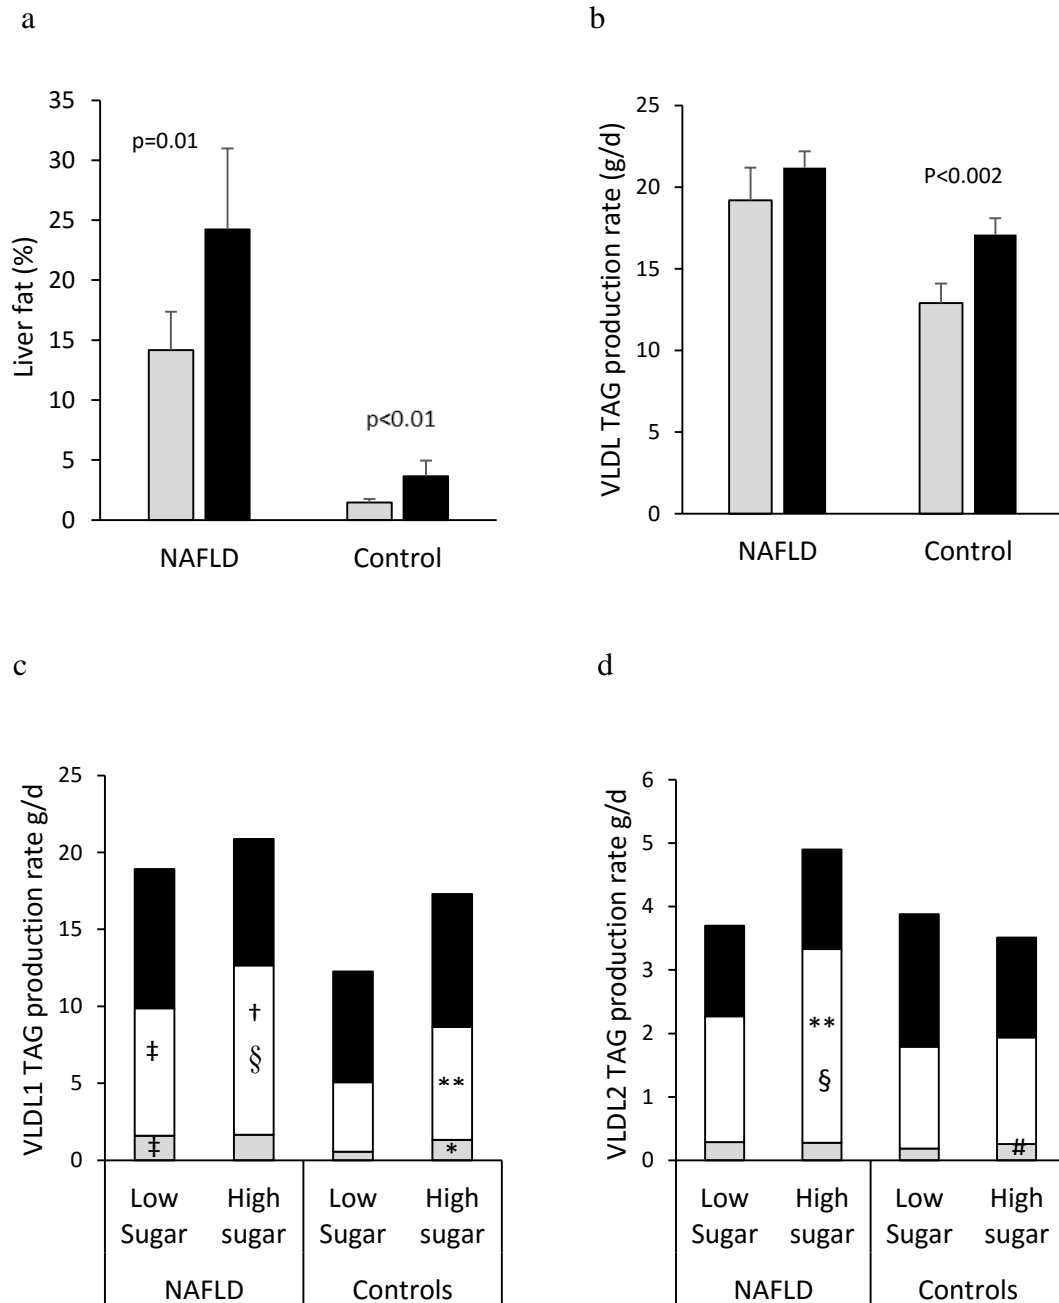 a
Liver fat (%)
35
30
25
20
15
10
5
0
p=0.01
p<0.01
NAFLD
Control
b
VLDL TAG production rate (g/d)
25
20
15
10
5
0
P<0.002
NAFLD
Control
c
VLDL1 TAG production rate g/d
25
20
15
10
5
0
‡
‡
†
§
**
*
Low
Sugar
High
sugar
Low
Sugar
High
sugar
NAFLD
Controls
d
VLDL2 TAG production rate g/d
6
5
4
3
2
1
0
**
§
#
Low
Sugar
High
sugar
Low
Sugar
High
sugar
NAFLD
Controls